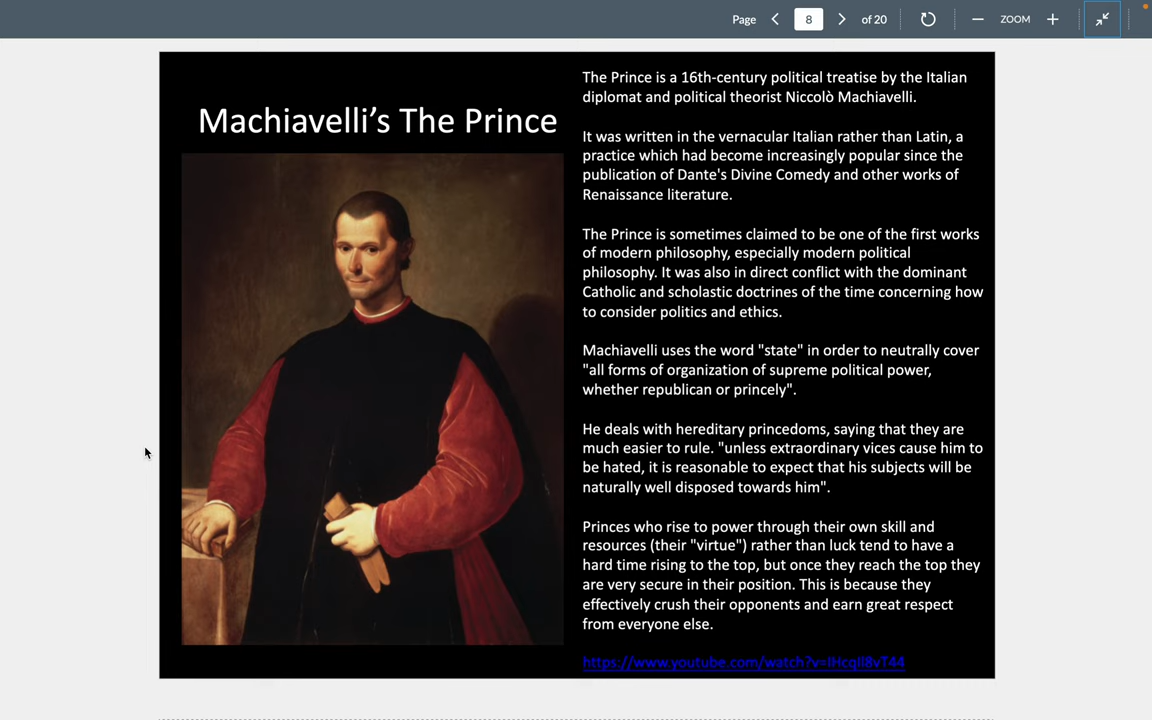 Page 8 of 20 ZOOM
Machiavelli’s The Prince
The Prince is a 16th-century political treatise by the Italian
diplomat and political theorist Niccolò Machiavelli.
It was written in the vernacular Italian rather than Latin, a
practice which had become increasingly popular since the
publication of Dante's Divine Comedy and other works of
Renaissance literature.
The Prince is sometimes claimed to be one of the first works
of modern philosophy, especially modern political
philosophy. It was also in direct conflict with the dominant
Catholic and scholastic doctrines of the time concerning how
to consider politics and ethics.
Machiavelli uses the word "state" in order to neutrally cover
"all forms of organization of supreme political power,
whether republican or princely".
He deals with hereditary princedoms, saying that they are
much easier to rule. "unless extraordinary vices cause him to
be hated, it is reasonable to expect that his subjects will be
naturally well disposed towards him".
Princes who rise to power through their own skill and
resources (their "virtue") rather than luck tend to have a
hard time rising to the top, but once they reach the top they
are very secure in their position. This is because they
effectively crush their opponents and earn great respect
from everyone else.